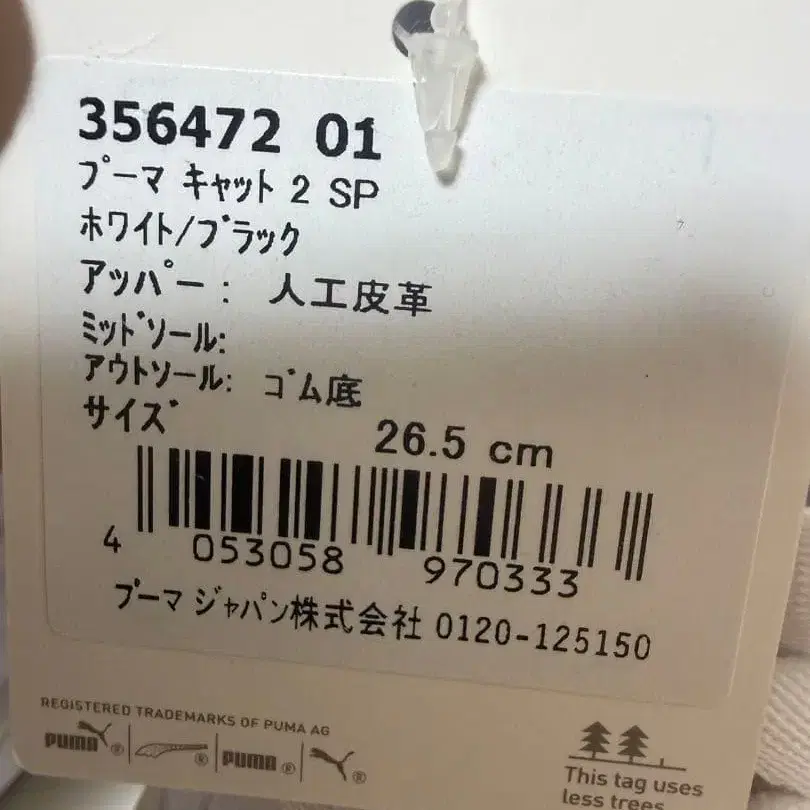 356472 01
プーマ キャット 2 SP
ホワイト/ブラック
アッパー: 人工皮革
ミッドソール:
アウトソール: ゴム底
サイズ
26.5 cm
4 053058 970333
プーマ ジャパン株式会社 0120-125150
REGISTERED TRADEMARKS OF PUMA AG
PUMA ® ® PUMA ® ®
This tag uses
less trees